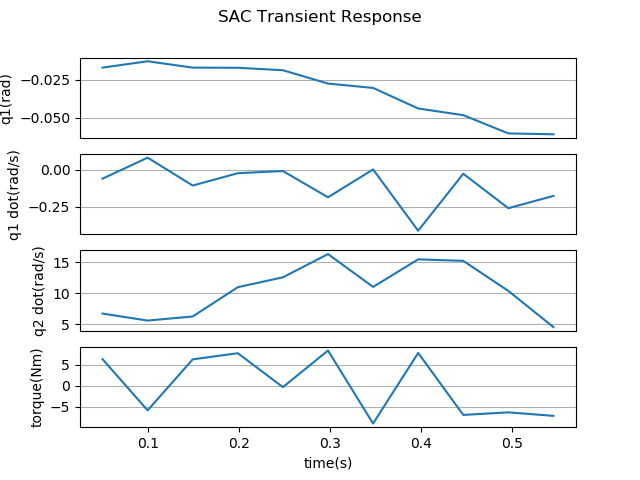 SAC Transient Response
q1(rad)
−0.025
−0.050
q1 dot(rad/s)
0.00
−0.25
q2 dot(rad/s)
15
10
5
torque(Nm)
5
0
−5
0.1 0.2 0.3 0.4 0.5
time(s)